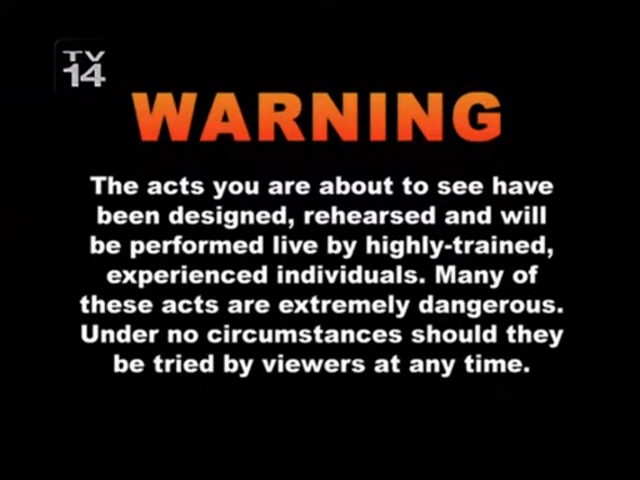 TV
14
WARNING
The acts you are about to see have
been designed, rehearsed and will
be performed live by highly-trained,
experienced individuals. Many of
these acts are extremely dangerous.
Under no circumstances should they
be tried by viewers at any time.